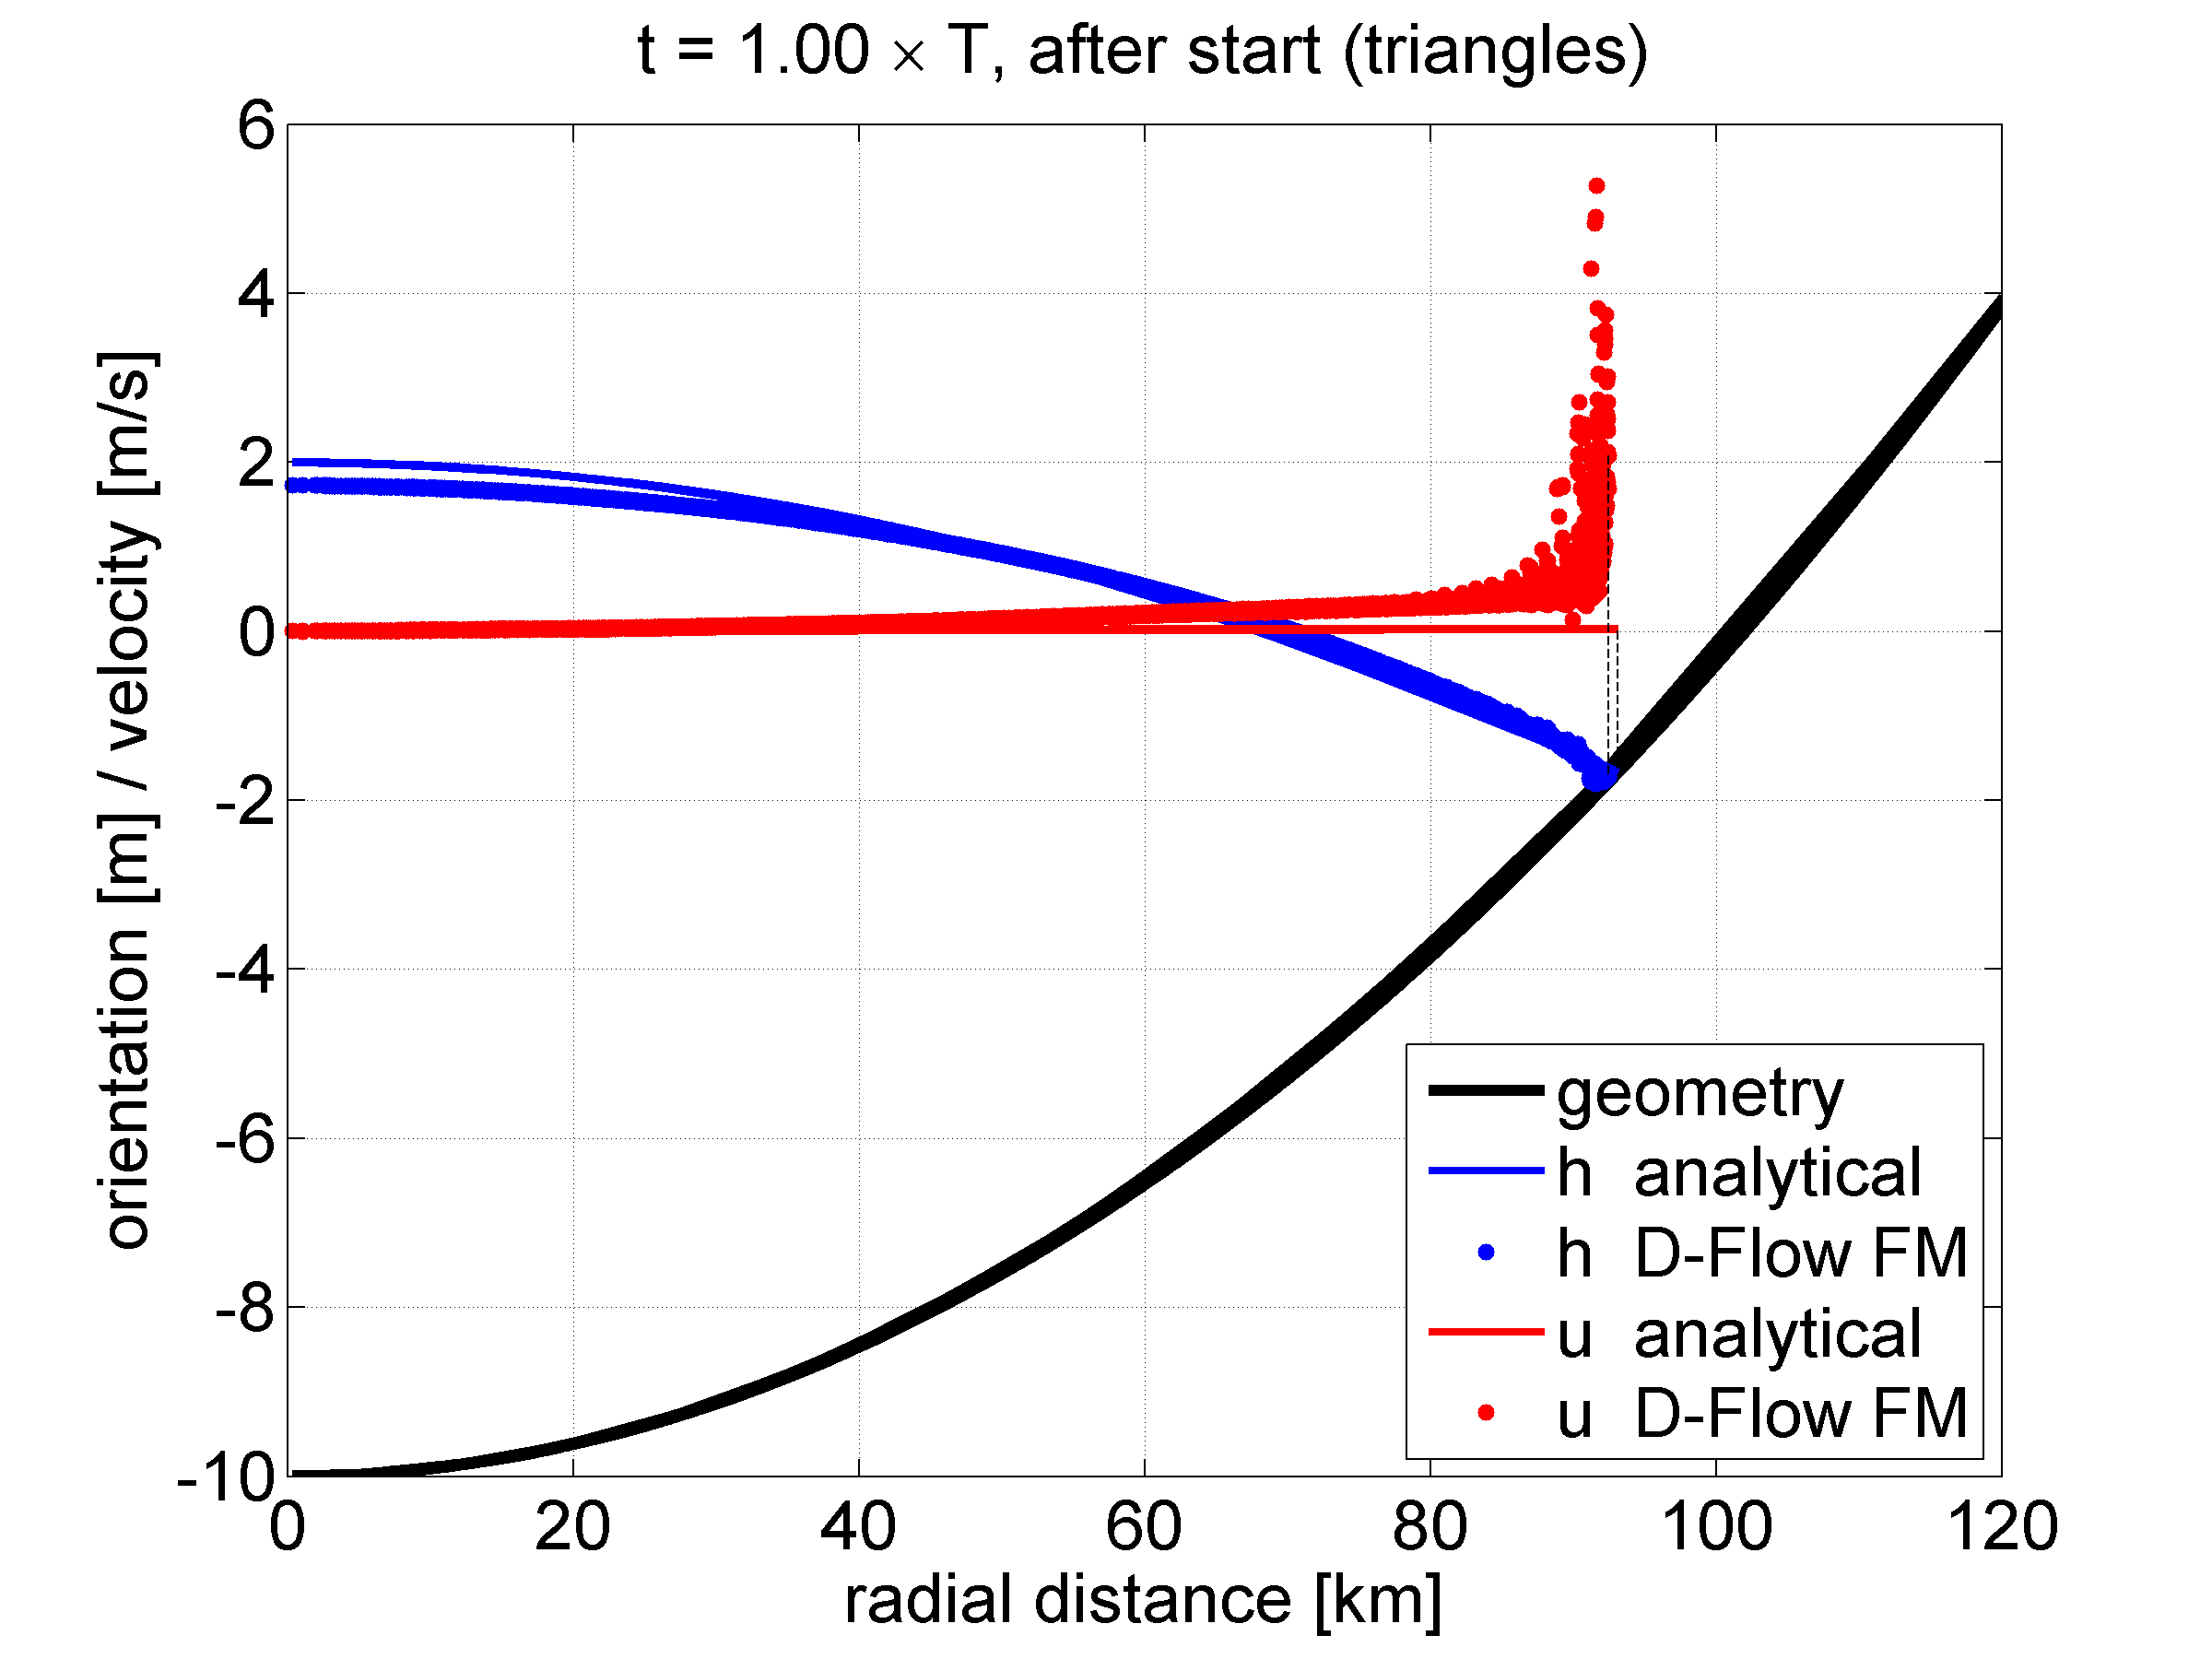 t = 1.00 × T, after start (triangles)
orientation [m] / velocity [m/s]
6
4
2
0
-2
-4
-6
-8
-10
0 20 40 60 80 100 120
radial distance [km]
geometry
h analytical
h D-Flow FM
u analytical
u D-Flow FM